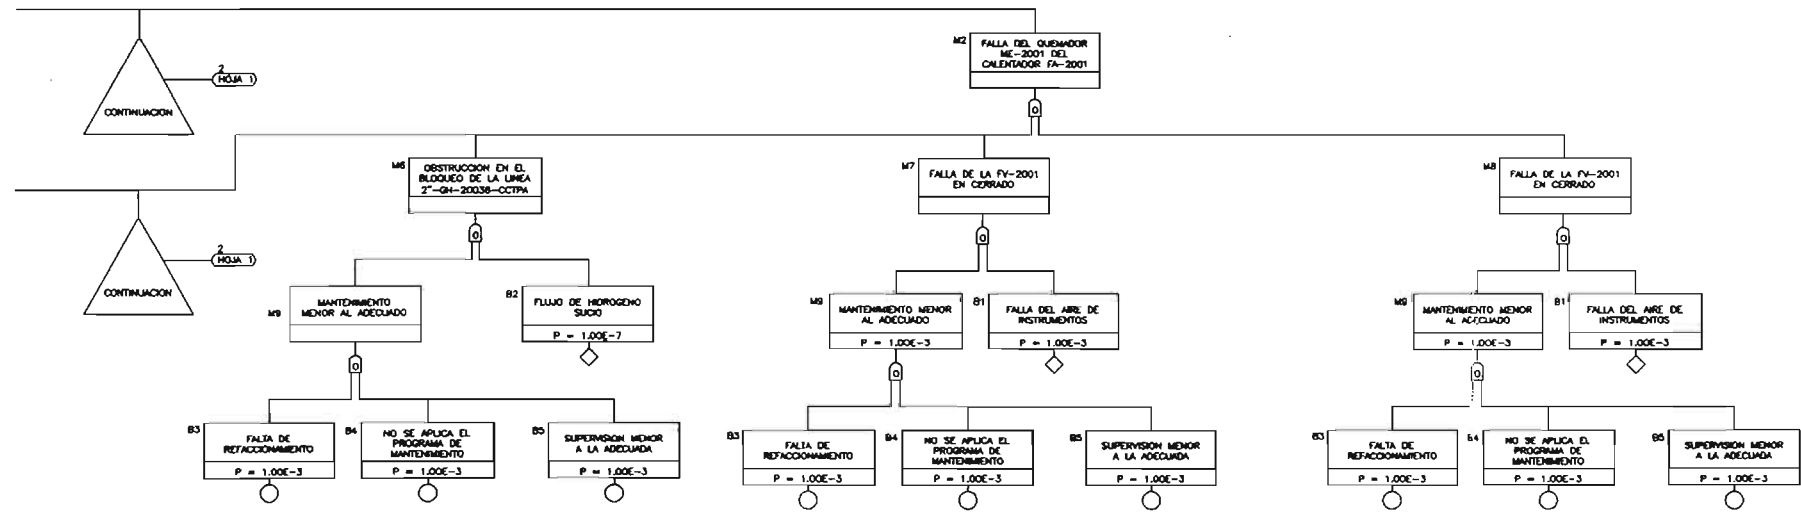 M2
FALLA DEL QUEMADOR
ME-2001 DEL
CALENTADOR FA-2001
O
2
HOJA 1
CONTINUACION
2
HOJA 1
CONTINUACION
M6
OBSTRUCCION EN EL
BLOQUEO DE LA LINEA
2"-GH-20038-CCTPA
O
M7
FALLA DE LA FV-2001
EN CERRADO
O
M8
FALLA DE LA FV-2001
EN CERRADO
O
M9
MANTENIMIENTO
MENOR AL ADECUADO
O
B2
FLUJO DE HIDROGENO
SUCIO
P = 1.00E-7
M9
MANTENIMIENTO MENOR
AL ADECUADO
P = 1.00E-3
O
B1
FALLA DEL AIRE DE
INSTRUMENTOS
P = 1.00E-3
M9
MANTENIMIENTO MENOR
AL ADECUADO
P = 1.00E-3
O
B1
FALLA DEL AIRE DE
INSTRUMENTOS
P = 1.00E-3
B3
FALTA DE
REFACCIONAMIENTO
P = 1.00E-3
B4
NO SE APLICA EL
PROGRAMA DE
MANTENIMIENTO
P = 1.00E-3
B5
SUPERVISION MENOR
A LA ADECUADA
P = 1.00E-3
B3
FALTA DE
REFACCIONAMIENTO
P = 1.00E-3
B4
NO SE APLICA EL
PROGRAMA DE
MANTENIMIENTO
P = 1.00E-3
B5
SUPERVISION MENOR
A LA ADECUADA
P = 1.00E-3
B3
FALTA DE
REFACCIONAMIENTO
P = 1.00E-3
B4
NO SE APLICA EL
PROGRAMA DE
MANTENIMIENTO
P = 1.00E-3
B5
SUPERVISION MENOR
A LA ADECUADA
P = 1.00E-3